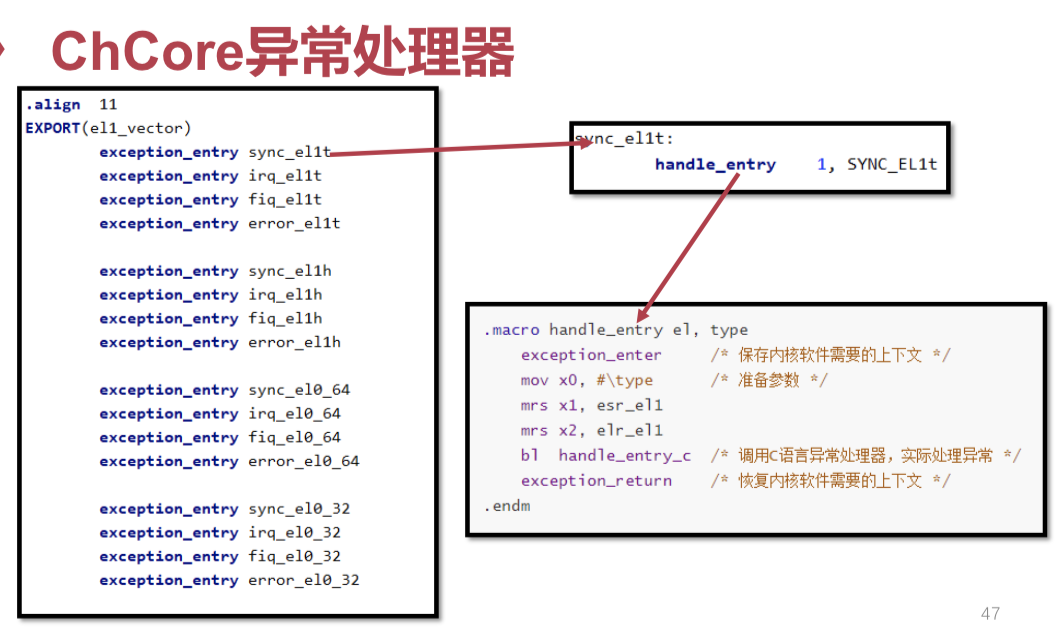 ChCore异常处理器
.align 11
EXPORT(el1_vector)
exception_entry sync_el1t
exception_entry irq_el1t
exception_entry fiq_el1t
exception_entry error_el1t
exception_entry sync_el1h
exception_entry irq_el1h
exception_entry fiq_el1h
exception_entry error_el1h
exception_entry sync_el0_64
exception_entry irq_el0_64
exception_entry fiq_el0_64
exception_entry error_el0_64
exception_entry sync_el0_32
exception_entry irq_el0_32
exception_entry fiq_el0_32
exception_entry error_el0_32
sync_el1t:
handle_entry 1, SYNC_EL1t
.macro handle_entry el, type
exception_enter /* 保存内核软件需要的上下文 */
mov x0, #\type /* 准备参数 */
mrs x1, esr_el1
mrs x2, elr_el1
bl handle_entry_c /* 调用C语言异常处理器，实际处理异常 */
exception_return /* 恢复内核软件需要的上下文 */
.endm
47